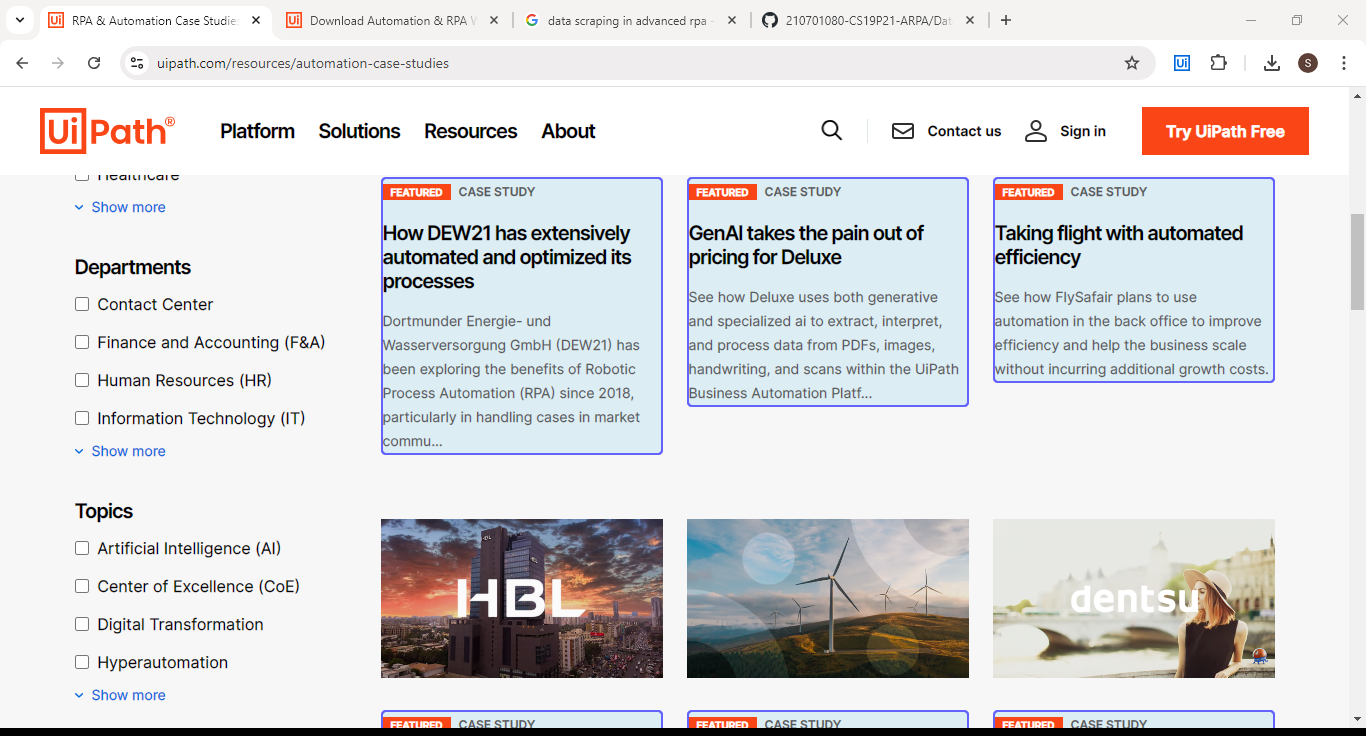 RPA & Automation Case Studies
Download Automation & RPA W
data scraping in advanced rpa -
210701080-CS19P21-ARPA/Dat
uipath.com/resources/automation-case-studies
Ui
S
Ui Path®
Platform
Solutions
Resources
About
Contact us
Sign in
Try UiPath Free
Healthcare
Show more
Departments
Contact Center
Finance and Accounting (F&A)
Human Resources (HR)
Information Technology (IT)
Show more
Topics
Artificial Intelligence (AI)
Center of Excellence (CoE)
Digital Transformation
Hyperautomation
Show more
FEATURED CASE STUDY
How DEW21 has extensively
automated and optimized its
processes
Dortmunder Energie- und
Wasserversorgung GmbH (DEW21) has
been exploring the benefits of Robotic
Process Automation (RPA) since 2018,
particularly in handling cases in market
commu...
FEATURED CASE STUDY
GenAI takes the pain out of
pricing for Deluxe
See how Deluxe uses both generative
and specialized ai to extract, interpret,
and process data from PDFs, images,
handwriting, and scans within the UiPath
Business Automation Platf...
FEATURED CASE STUDY
Taking flight with automated
efficiency
See how FlySafair plans to use
automation in the back office to improve
efficiency and help the business scale
without incurring additional growth costs.
HBL
dentsu
FEATURED CASE STUDY
FEATURED CASE STUDY
FEATURED CASE STUDY